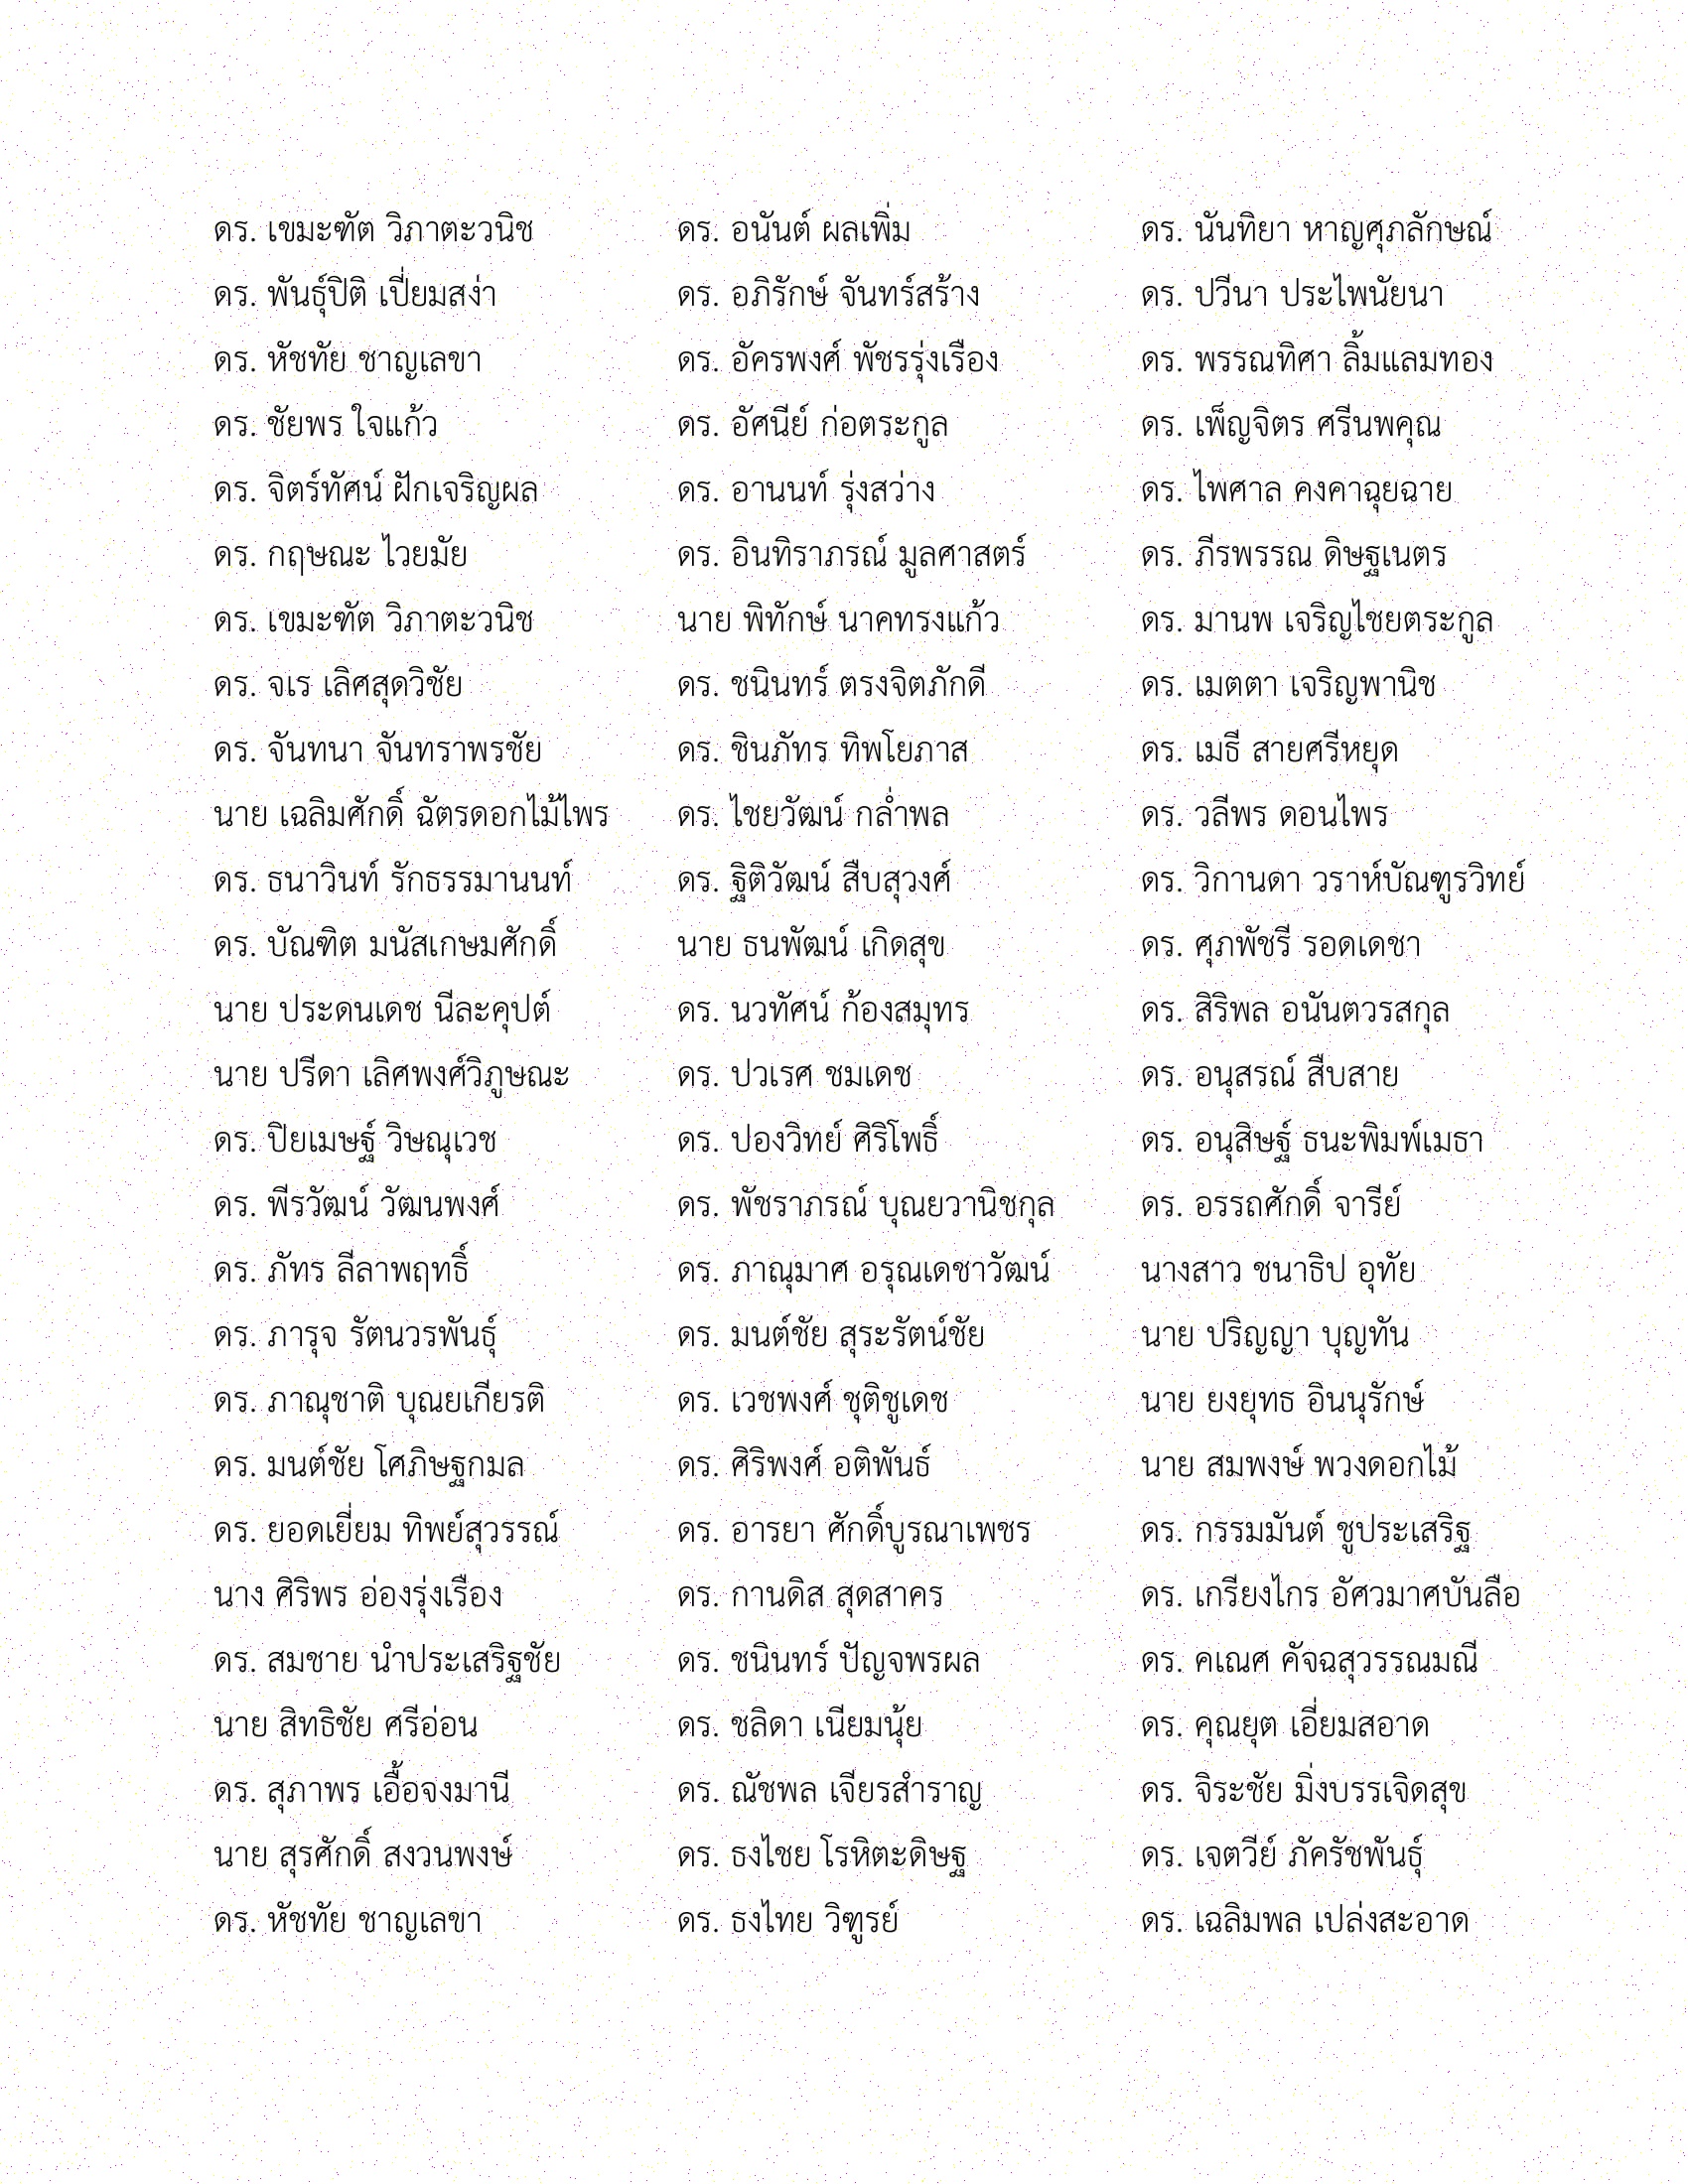 ดร. เขมะฑัต วิภาตะวนิช
ดร. พันธุ์ปิติ เปี่ยมสง่า
ดร. หัชทัย ชาญเลขา
ดร. ชัยพร ใจแก้ว
ดร. จิตร์ทัศน์ ฝักเจริญผล
ดร. กฤษณะ ไวยมัย
ดร. เขมะฑัต วิภาตะวนิช
ดร. จเร เลิศสุดวิชัย
ดร. จันทนา จันทราพรชัย
นาย เฉลิมศักดิ์ ฉัตรดอกไม้ไพร
ดร. ธนาวินท์ รักธรรมานนท์
ดร. บัณฑิต มนัสเกษมศักดิ์
นาย ประดนเดช นีละคุปต์
นาย ปรีดา เลิศพงศ์วิภูษณะ
ดร. ปิยเมษฐ์ วิษณุเวช
ดร. พีรวัฒน์ วัฒนพงศ์
ดร. ภัทร ลีลาพฤทธิ์
ดร. ภารุจ รัตนวรพันธุ์
ดร. ภาณุชาติ บุณยเกียรติ
ดร. มนต์ชัย โศภิษฐกมล
ดร. ยอดเยี่ยม ทิพย์สุวรรณ์
นาง ศิริพร อ่องรุ่งเรือง
ดร. สมชาย นำประเสริฐชัย
นาย สิทธิชัย ศรีอ่อน
ดร. สุภาพร เอื้อจงมานี
นาย สุรศักดิ์ สงวนพงษ์
ดร. หัชทัย ชาญเลขา
ดร. อนันต์ ผลเพิ่ม
ดร. อภิรักษ์ จันทร์สร้าง
ดร. อัครพงศ์ พัชรรุ่งเรือง
ดร. อัศนีย์ ก่อตระกูล
ดร. อานนท์ รุ่งสว่าง
ดร. อินทิราภรณ์ มูลศาสตร์
นาย พิทักษ์ นาคทรงแก้ว
ดร. ชนินทร์ ตรงจิตภักดี
ดร. ชินภัทร ทิพโยภาส
ดร. ไชยวัฒน์ กล่ำพล
ดร. ฐิติวัฒน์ สืบสุวงศ์
นาย ธนพัฒน์ เกิดสุข
ดร. นวทัศน์ ก้องสมุทร
ดร. ปวเรศ ชมเดช
ดร. ปองวิทย์ ศิริโพธิ์
ดร. พัชราภรณ์ บุณยวานิชกุล
ดร. ภาณุมาศ อรุณเดชาวัฒน์
ดร. มนต์ชัย สุระรัตน์ชัย
ดร. เวชพงศ์ ชุติชูเดช
ดร. ศิริพงศ์ อติพันธ์
ดร. อารยา ศักดิ์บูรณาเพชร
ดร. กานดิส สุดสาคร
ดร. ชนินทร์ ปัญจพรผล
ดร. ชลิดา เนียมนุ้ย
ดร. ณัชพล เจียรสำราญ
ดร. ธงไชย โรหิตะดิษฐ
ดร. ธงไทย วิฑูรย์
ดร. นันทิยา หาญศุภลักษณ์
ดร. ปวีนา ประไพนัยนา
ดร. พรรณทิศา ลิ้มแลมทอง
ดร. เพ็ญจิตร ศรีนพคุณ
ดร. ไพศาล คงคาฉุยฉาย
ดร. ภีรพรรณ ดิษฐเนตร
ดร. มานพ เจริญไชยตระกูล
ดร. เมตตา เจริญพานิช
ดร. เมธี สายศรีหยุด
ดร. วลีพร ดอนไพร
ดร. วิกานดา วราห์บัณฑูรวิทย์
ดร. ศุภพัชรี รอดเดชา
ดร. สิริพล อนันตวรสกุล
ดร. อนุสรณ์ สืบสาย
ดร. อนุสิษฐ์ ธนะพิมพ์เมธา
ดร. อรรถศักดิ์ จารีย์
นางสาว ชนาธิป อุทัย
นาย ปริญญา บุญทัน
นาย ยงยุทธ อินนุรักษ์
นาย สมพงษ์ พวงดอกไม้
ดร. กรรมมันต์ ชูประเสริฐ
ดร. เกรียงไกร อัศวมาศบันลือ
ดร. คเณศ คัจฉสุวรรณมณี
ดร. คุณยุต เอี่ยมสอาด
ดร. จิระชัย มิ่งบรรเจิดสุข
ดร. เจตวีย์ ภัครัชพันธุ์
ดร. เฉลิมพล เปล่งสะอาด